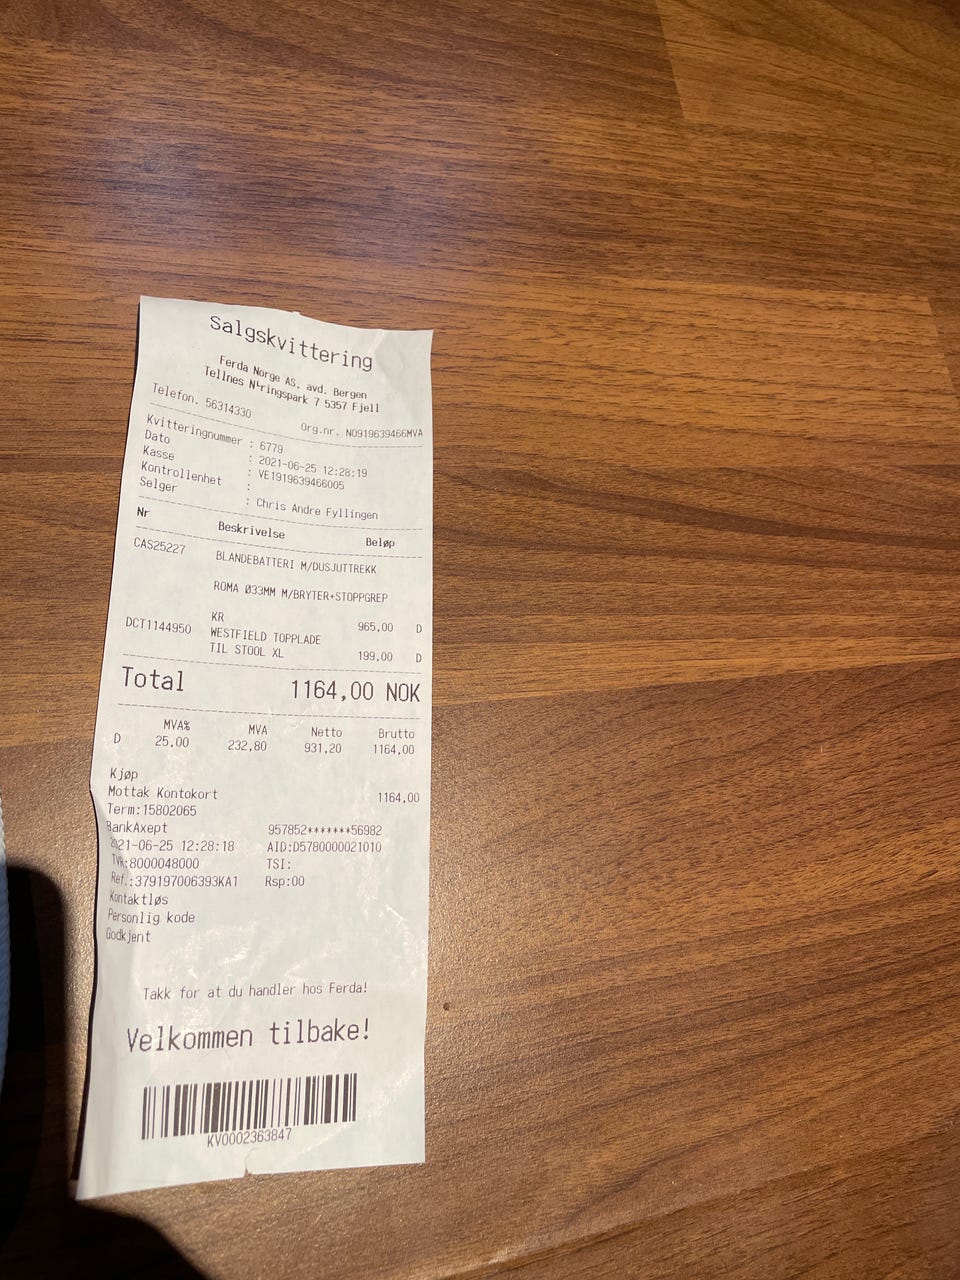 Salgskvittering
Ferda Norge AS, avd. Bergen
Tellnes N└ringspark 7 5357 Fjell
Telefon. 56314330
Org.nr. NO919639466MVA
Kvitteringnummer : 6779
Dato : 2021-06-25 12:28:19
Kasse : VE1919639466005
Kontrollenhet :
Selger : Chris Andre Fyllingen
Nr Beskrivelse Beløp
CAS25227 BLANDEBATTERI M/DUSJUTTREKK
ROMA Ø33MM M/BRYTER+STOPPGREP
KR 965,00 D
DCT1144950 WESTFIELD TOPPLADE
TIL STOOL XL 199,00 D
Total 1164,00 NOK
MVA% MVA Netto Brutto
D 25,00 232,80 931,20 1164,00
Kjøp
Mottak Kontokort 1164,00
Term:15802065
BankAxept 957852*******56982
2021-06-25 12:28:18 AID:D5780000021010
TVR:8000048000 TSI:
Ref.:379197006393KA1 Rsp:00
Kontaktløs
Personlig kode
Godkjent
Takk for at du handler hos Ferda!
Velkommen tilbake!
KV0002363847